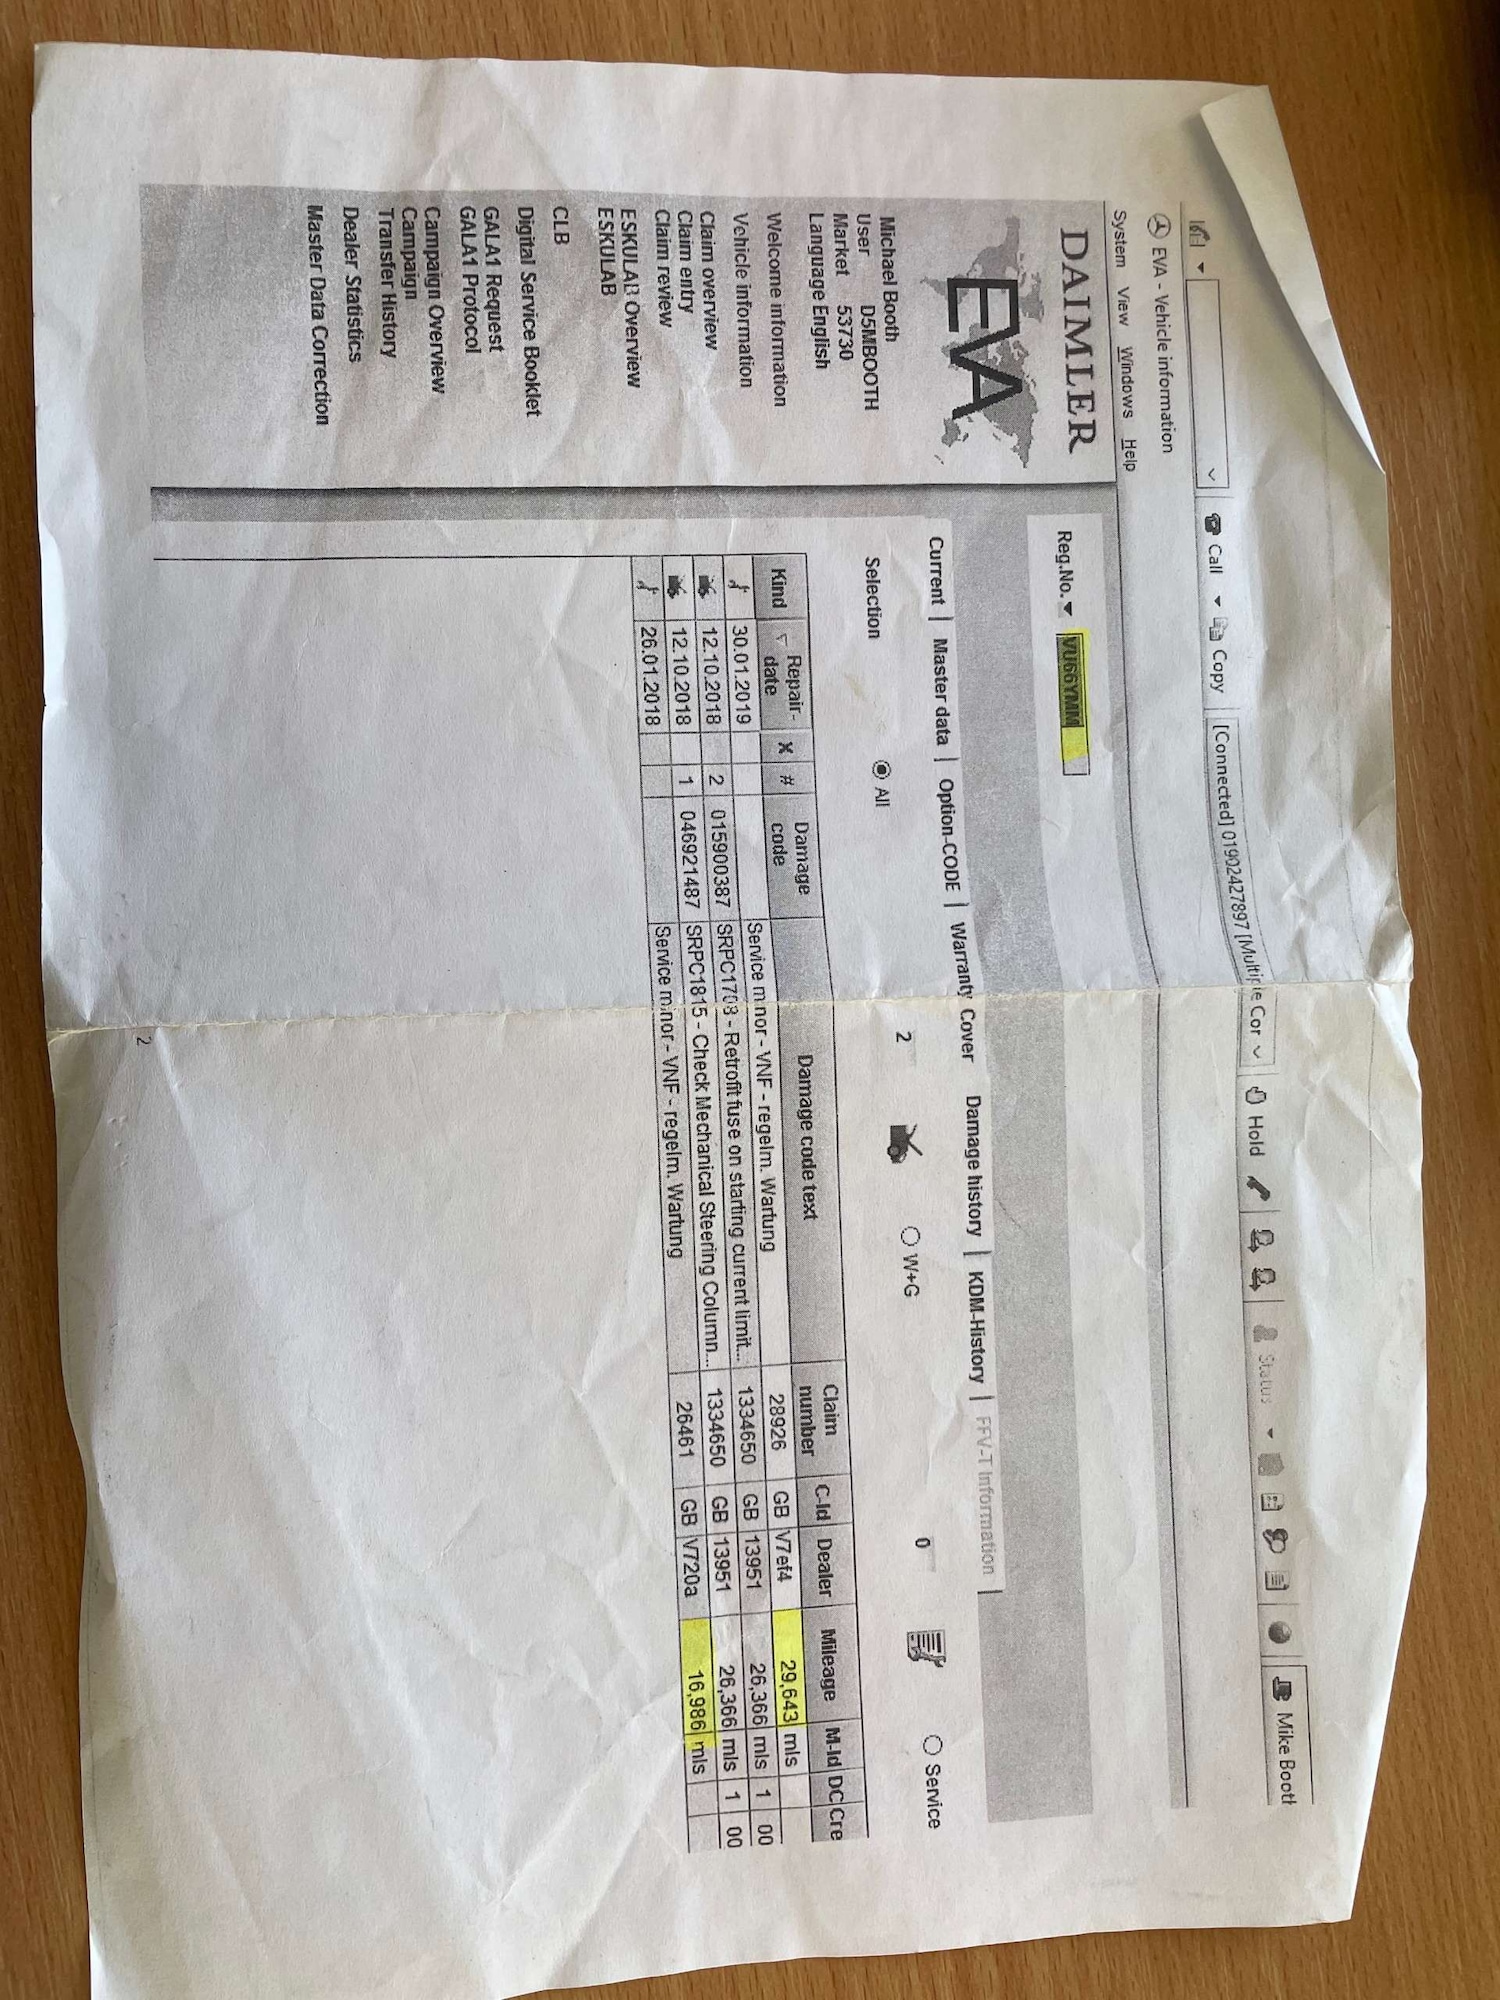 Call Copy [Connected] 01902427897 [Multiple Cor Hold Status Mike Booth
EVA - Vehicle information
System View Windows Help
DAIMLER
EVA
Michael Booth
User D5MBOOTH
Market 53730
Language English
Welcome information
Vehicle information
Claim overview
Claim entry
Claim review
ESKULAB Overview
ESKULAB
CLB
Digital Service Booklet
GALA1 Request
GALA1 Protocol
Campaign Overview
Campaign
Transfer History
Dealer Statistics
Master Data Correction
Reg.No. VU66YMM
Current | Master data | Option-CODE | Warranty Cover Damage history | KDM-History | FFV-T Information |
Selection All 2 W+G 0 Service
Kind Repair-date X # Damage code Damage code text Claim number C-Id Dealer Mileage M-Id DC Cre
30.01.2019 Service minor - VNF - regelm. Wartung 28926 GB V7ef4 29,643 mls
12.10.2018 2 015900387 SRPC1708 - Retrofit fuse on starting current limit... 1334650 GB 13951 26,366 mls 1 00
12.10.2018 1 046921487 SRPC1815 - Check Mechanical Steering Column... 1334650 GB 13951 26,366 mls 1 00
26.01.2018 Service minor - VNF - regelm. Wartung 26461 GB V720a 16,986 mls
2